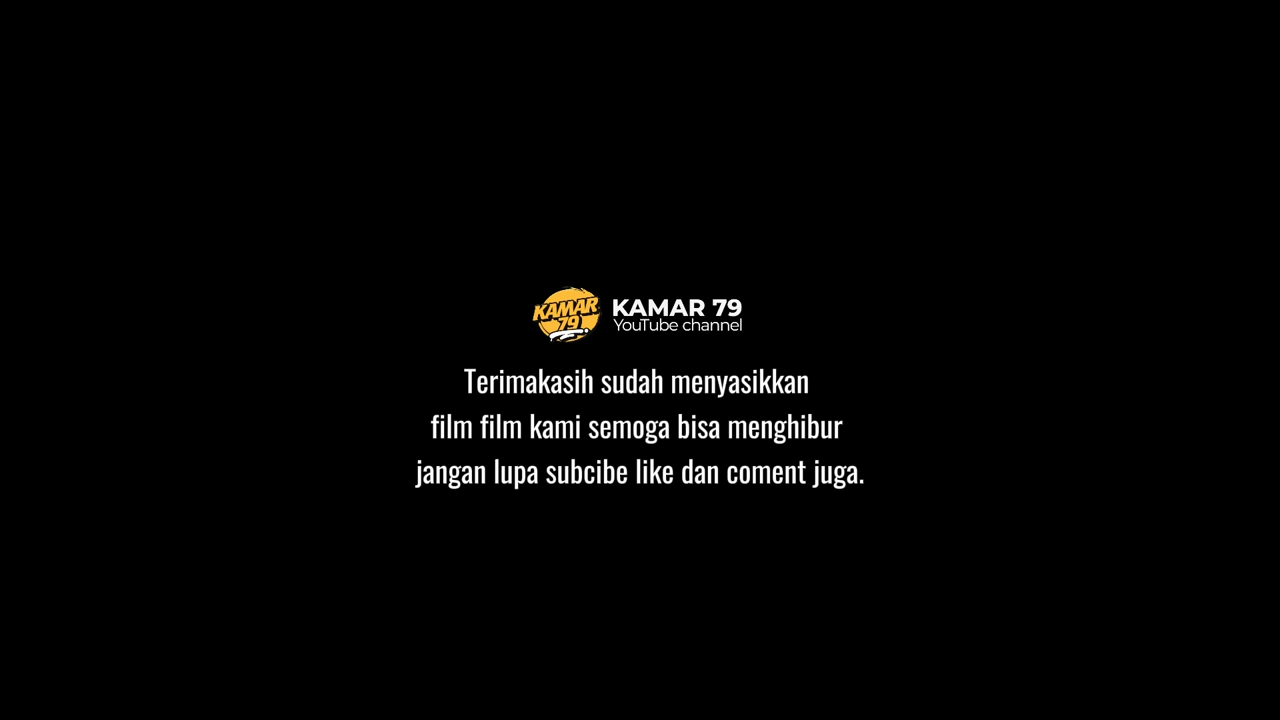 KAMAR
79
KAMAR 79
YouTube channel
Terimakasih sudah menyasikkan
film film kami semoga bisa menghibur
jangan lupa subcibe like dan coment juga.